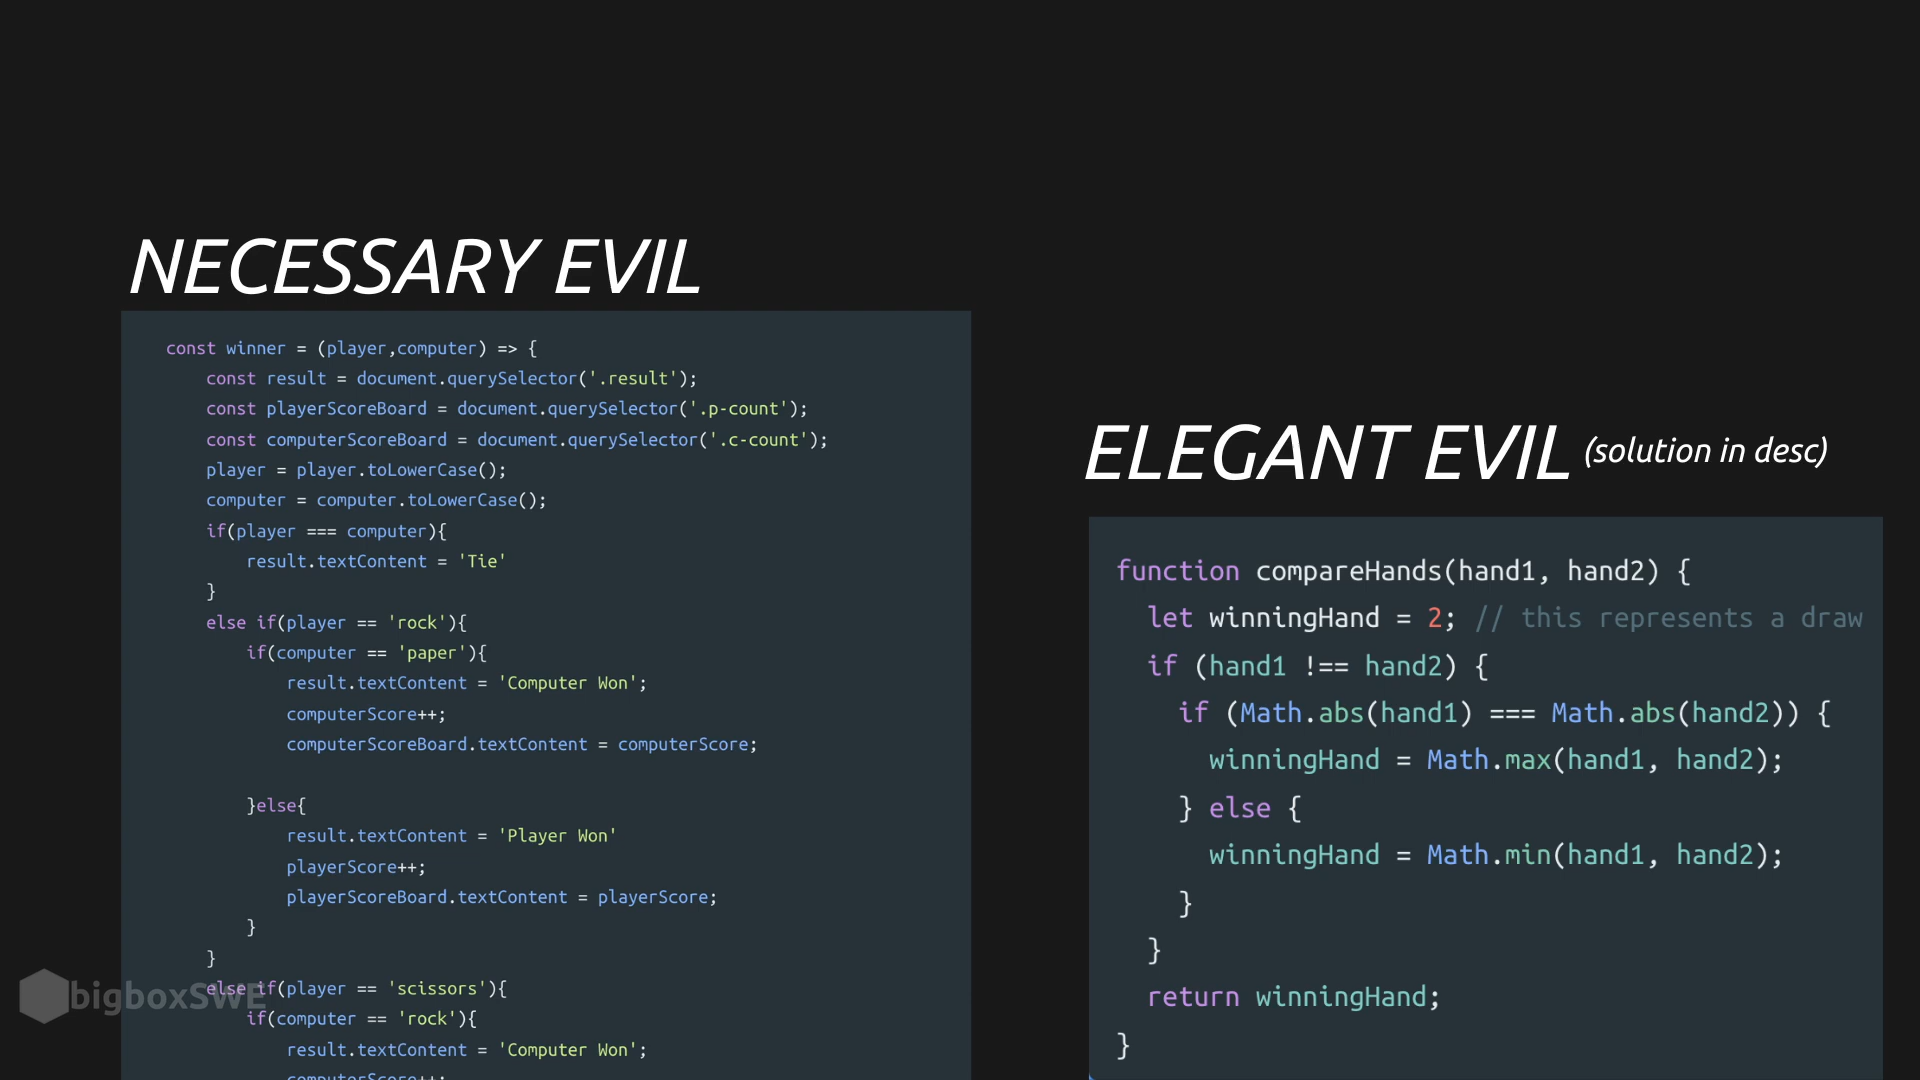 NECESSARY EVIL
const winner = (player,computer) => {
const result = document.querySelector('.result');
const playerScoreBoard = document.querySelector('.p-count');
const computerScoreBoard = document.querySelector('.c-count');
player = player.toLowerCase();
computer = computer.toLowerCase();
if(player === computer){
result.textContent = 'Tie'
}
else if(player == 'rock'){
if(computer == 'paper'){
result.textContent = 'Computer Won';
computerScore++;
computerScoreBoard.textContent = computerScore;
}else{
result.textContent = 'Player Won'
playerScore++;
playerScoreBoard.textContent = playerScore;
}
}
else if(player == 'scissors'){
if(computer == 'rock'){
result.textContent = 'Computer Won';
computerScore++;
ELEGANT EVIL (solution in desc)
function compareHands(hand1, hand2) {
let winningHand = 2; // this represents a draw
if (hand1 !== hand2) {
if (Math.abs(hand1) === Math.abs(hand2)) {
winningHand = Math.max(hand1, hand2);
} else {
winningHand = Math.min(hand1, hand2);
}
}
return winningHand;
}
bigboxSWE